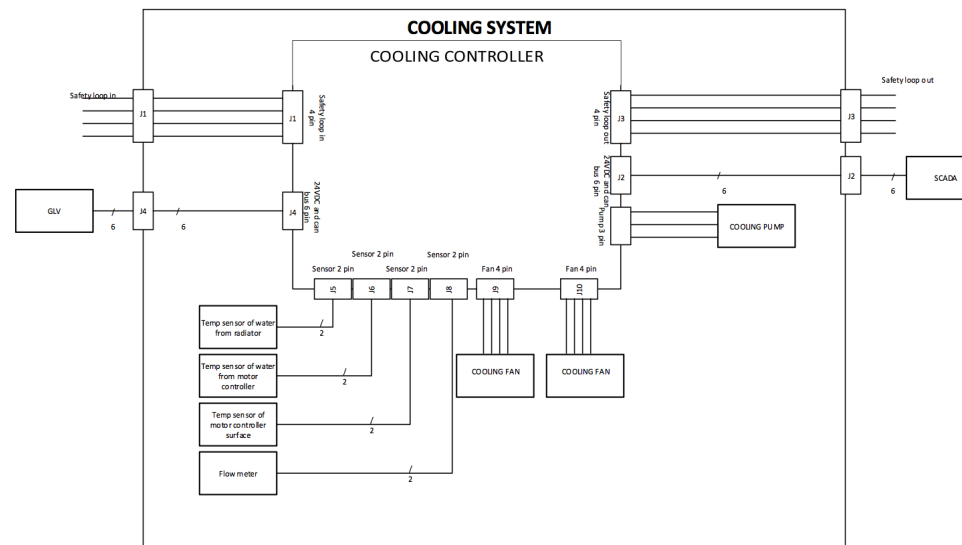 COOLING SYSTEM
COOLING CONTROLLER
Safety loop in
J1
J1
Safety loop in
4 pin
Safety loop out
4 pin
J3
J3
Safety loop out
GLV
6
J4
6
J4
24VDC and can
bus 6 pin
24VDC and can
bus 6 pin
J2
6
J2
6
SCADA
Pump 3 pin
COOLING PUMP
Sensor 2 pin
Sensor 2 pin
Sensor 2 pin
Sensor 2 pin
Fan 4 pin
Fan 4 pin
J5
J6
J7
J8
J9
J10
Temp sensor of water
from radiator
2
Temp sensor of water
from motor
controller
2
Temp sensor of
motor controller
surface
2
Flow meter
2
COOLING FAN
COOLING FAN